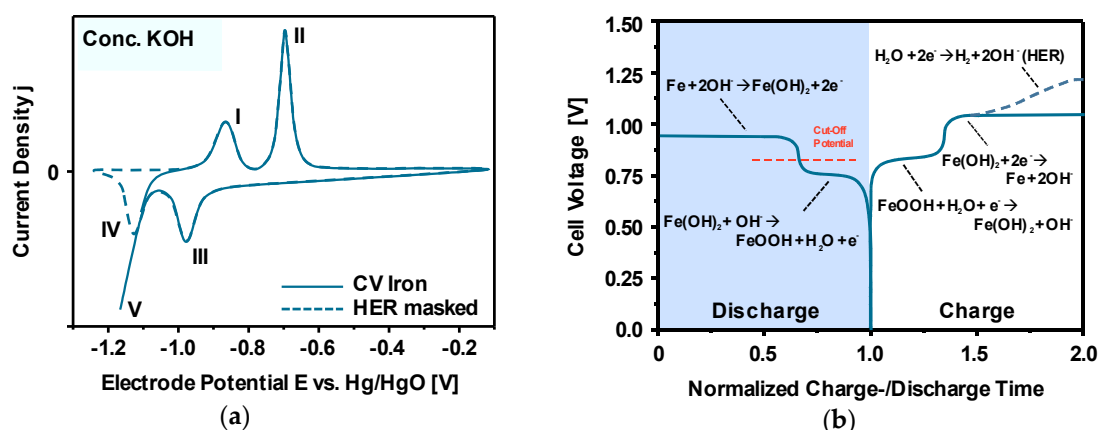 Conc. KOH
I
II
III
IV
V
0
CV Iron
HER masked
Current Density j
-1.2 -1.0 -0.8 -0.6 -0.4 -0.2
Electrode Potential E vs. Hg/HgO [V]
(a)
Cell Voltage [V]
1.50
1.25
1.00
0.75
0.50
0.25
0.0
H₂O + 2e⁻ → H₂ + 2OH⁻ (HER)
Fe + 2OH⁻ → Fe(OH)₂ + 2e⁻
Cut-Off
Potential
Fe(OH)₂ + 2e⁻ →
Fe + 2OH⁻
Fe(OH)₂ + OH⁻ →
FeOOH + H₂O + e⁻
FeOOH + H₂O + e⁻ →
Fe(OH)₂ + OH⁻
Discharge
Charge
0 0.5 1.0 1.5 2.0
Normalized Charge-/Discharge Time
(b)